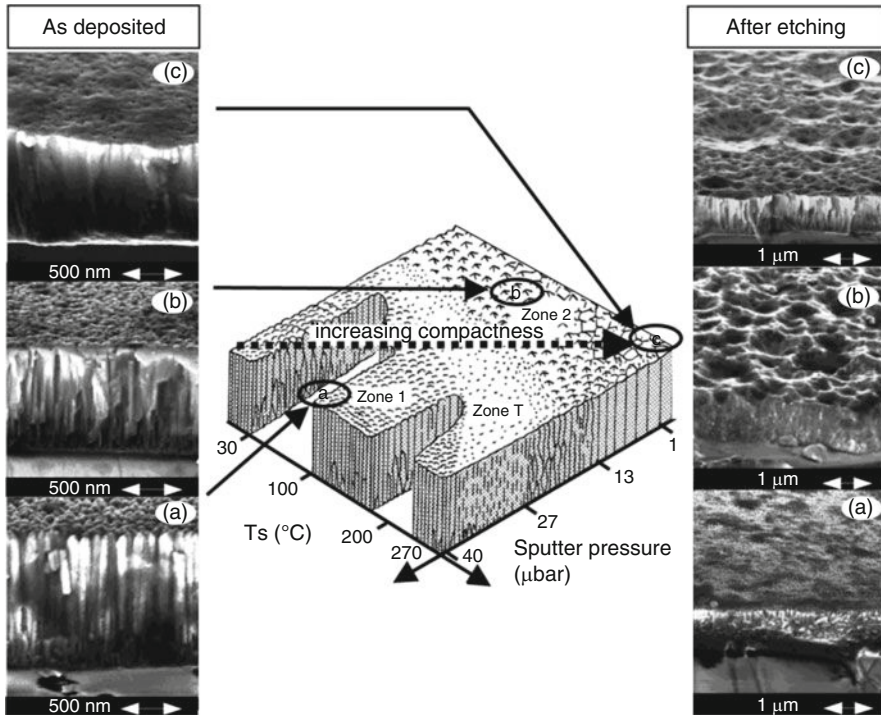 As deposited
(c)
500 nm
(b)
500 nm
(a)
500 nm
b
Zone 2
increasing compactness
c
a
Zone 1
Zone T
30
100
200
270
Ts (°C)
40
27
13
1
Sputter pressure
(μbar)
After etching
(c)
1 μm
(b)
1 μm
(a)
1 μm